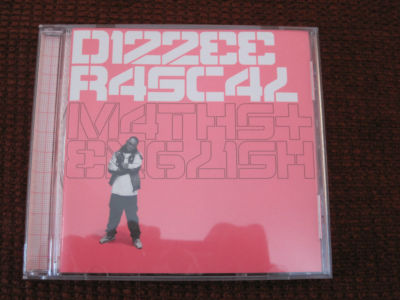 DIZZEE
RASCAL
MATHS+
ENGLISH